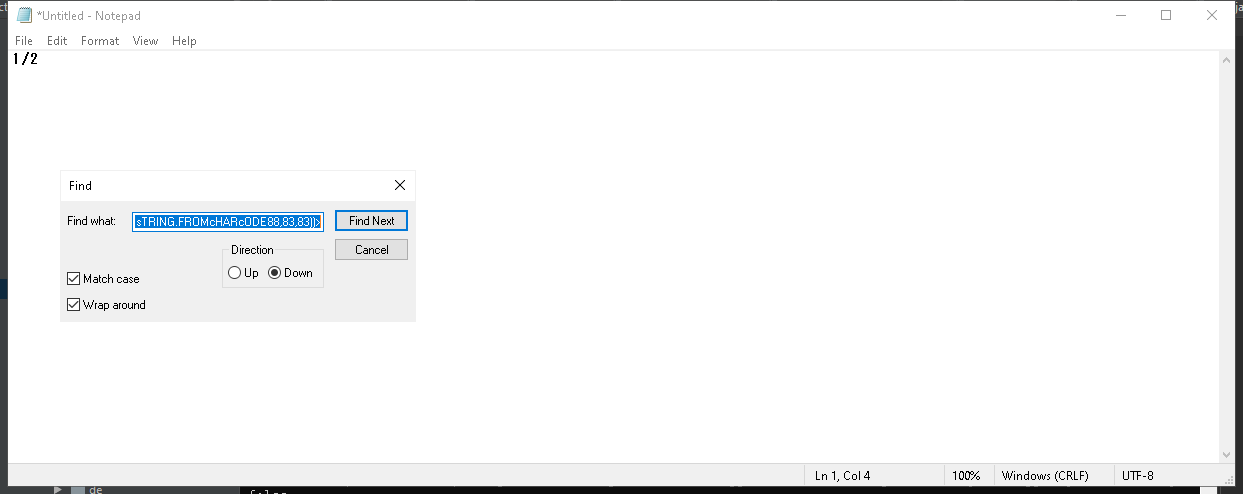 *Untitled - Notepad
File Edit Format View Help
1/2
Find
Find what: sTRING.FROMcHARcODE88,83,83))> Find Next
Direction Cancel
Up Down
Match case
Wrap around
Ln 1, Col 4 100% Windows (CRLF) UTF-8
de